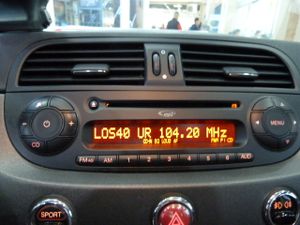 LOS40 UR 104.20 MHz
CD
MENU
FM AS
AM
1 2 3 4 5 6
AUD
SPORT